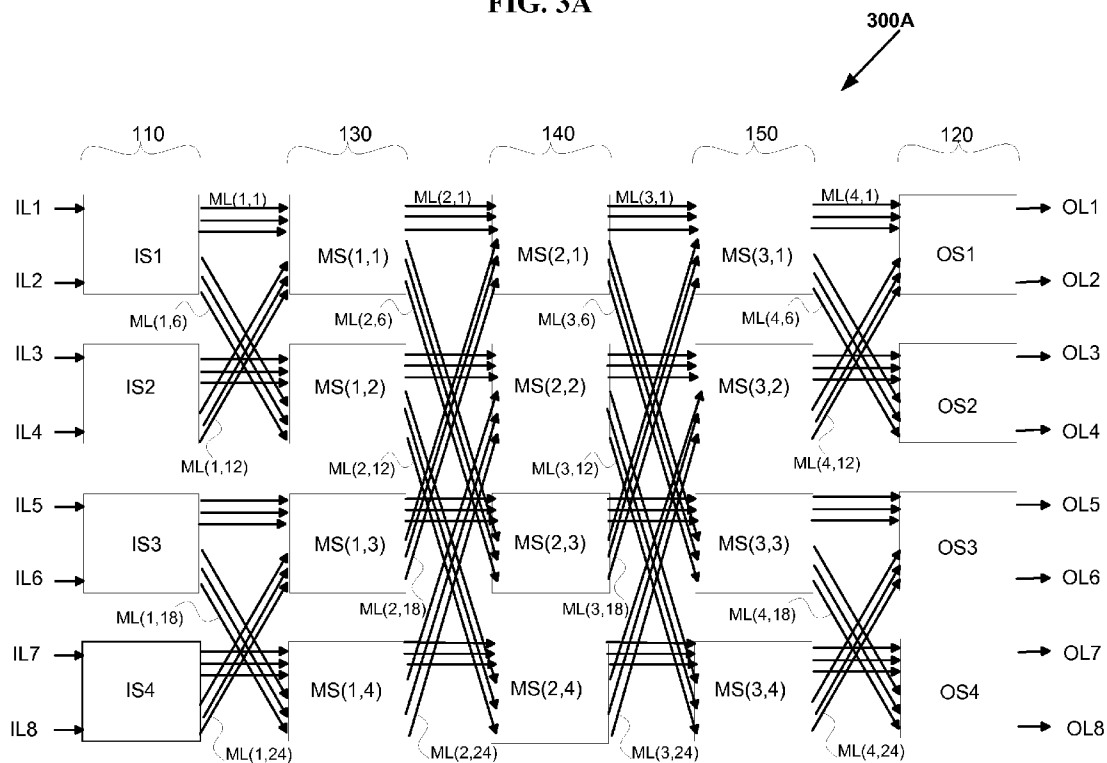 FIG. 3A
300A
110 130 140 150 120
ML(1,1) ML(2,1) ML(3,1) ML(4,1)
IL1 OL1
IS1 MS(1,1) MS(2,1) MS(3,1) OS1
IL2 OL2
ML(1,6) ML(2,6) ML(3,6) ML(4,6)
IL3 OL3
IS2 MS(1,2) MS(2,2) MS(3,2) OS2
IL4 OL4
ML(1,12) ML(2,12) ML(3,12) ML(4,12)
IL5 OL5
IS3 MS(1,3) MS(2,3) MS(3,3) OS3
IL6 OL6
ML(1,18) ML(2,18) ML(3,18) ML(4,18)
IL7 OL7
IS4 MS(1,4) MS(2,4) MS(3,4) OS4
IL8 OL8
ML(1,24) ML(2,24) ML(3,24) ML(4,24)